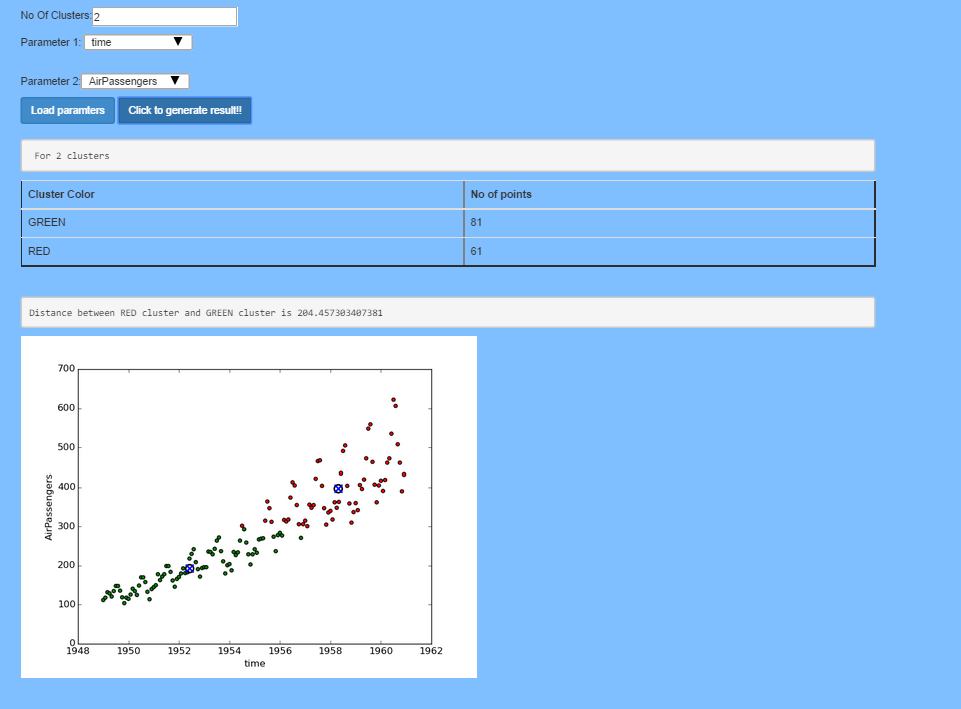 No Of Clusters: 2
Parameter 1: time
Parameter 2: AirPassengers
Load paramters Click to generate result!!!
For 2 clusters
Cluster Color No of points
GREEN 81
RED 61
Distance between RED cluster and GREEN cluster is 204.457303407381
700
600
500
400
300
200
100
0
AirPassengers
1948 1950 1952 1954 1956 1958 1960 1962
time